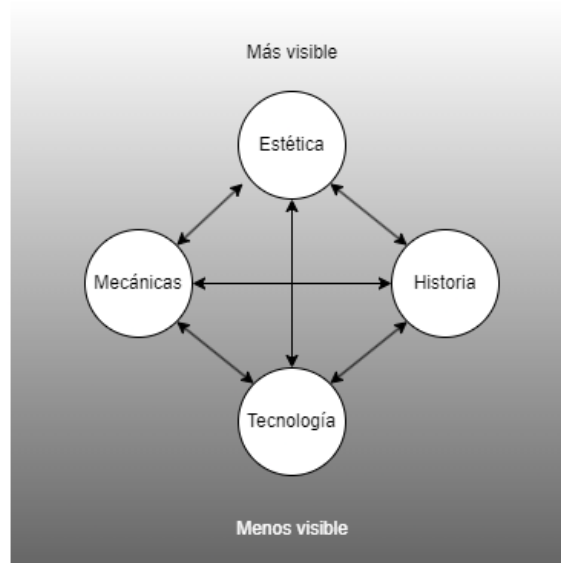 Más visible
Estética
Mecánicas
Historia
Tecnología
Menos visible